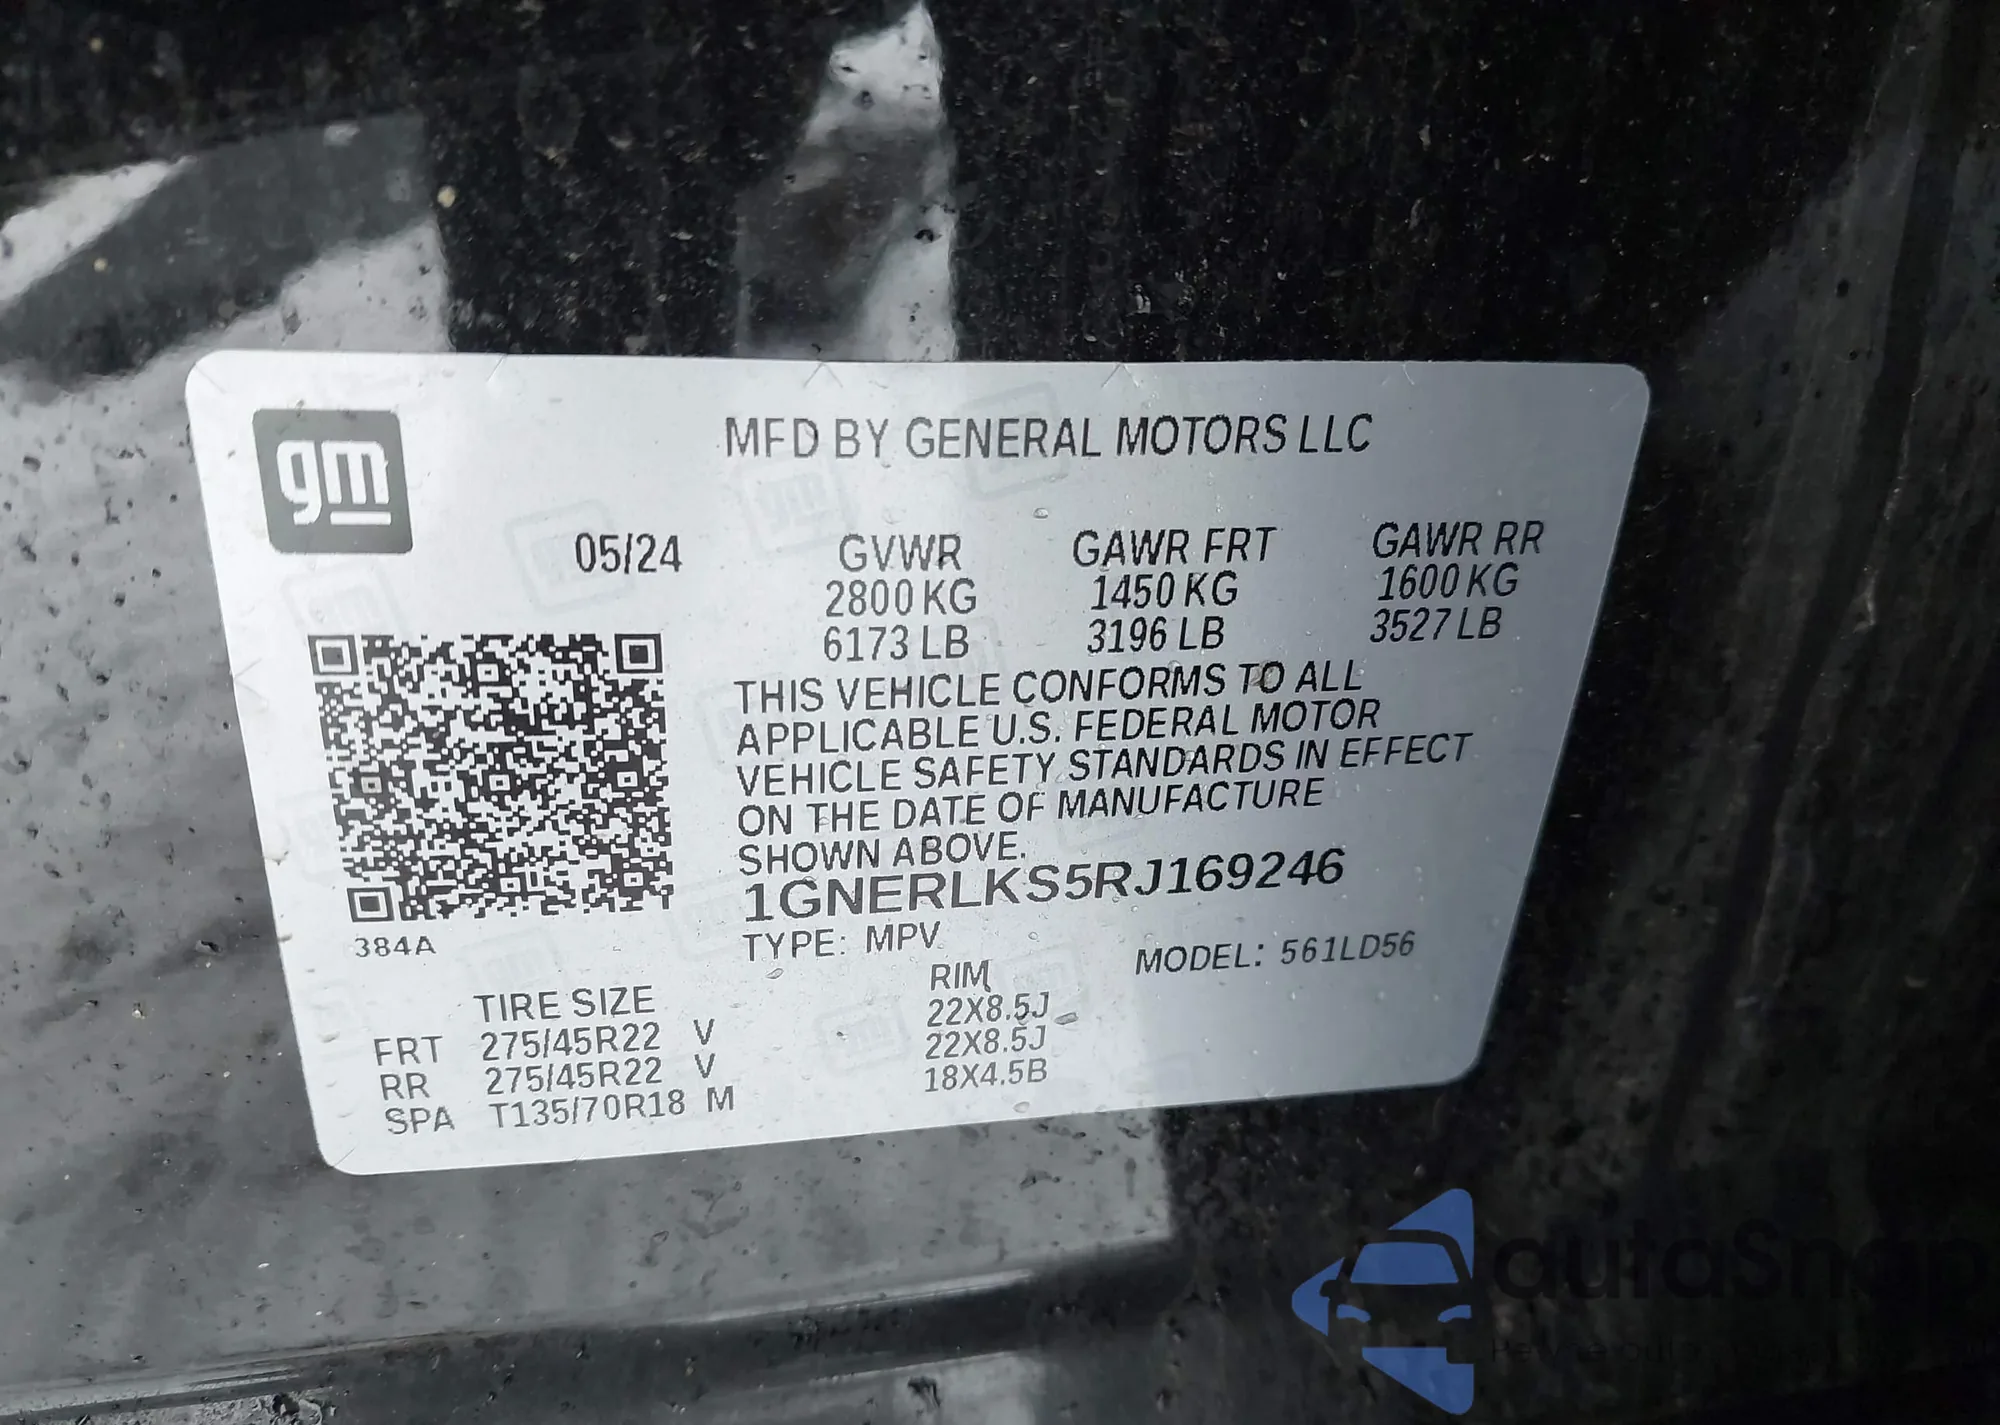 gm
MFD BY GENERAL MOTORS LLC
05/24 GVWR GAWR FRT GAWR RR
2800 KG 1450 KG 1600 KG
6173 LB 3196 LB 3527 LB
THIS VEHICLE CONFORMS TO ALL
APPLICABLE U.S. FEDERAL MOTOR
VEHICLE SAFETY STANDARDS IN EFFECT
ON THE DATE OF MANUFACTURE
SHOWN ABOVE.
1GNERLKS5RJ169246
384A
TYPE: MPV MODEL: 561LD56
TIRE SIZE RIM
FRT 275/45R22 V 22X8.5J
RR 275/45R22 V 22X8.5J
SPA T135/70R18 M 18X4.5B
autoSnap